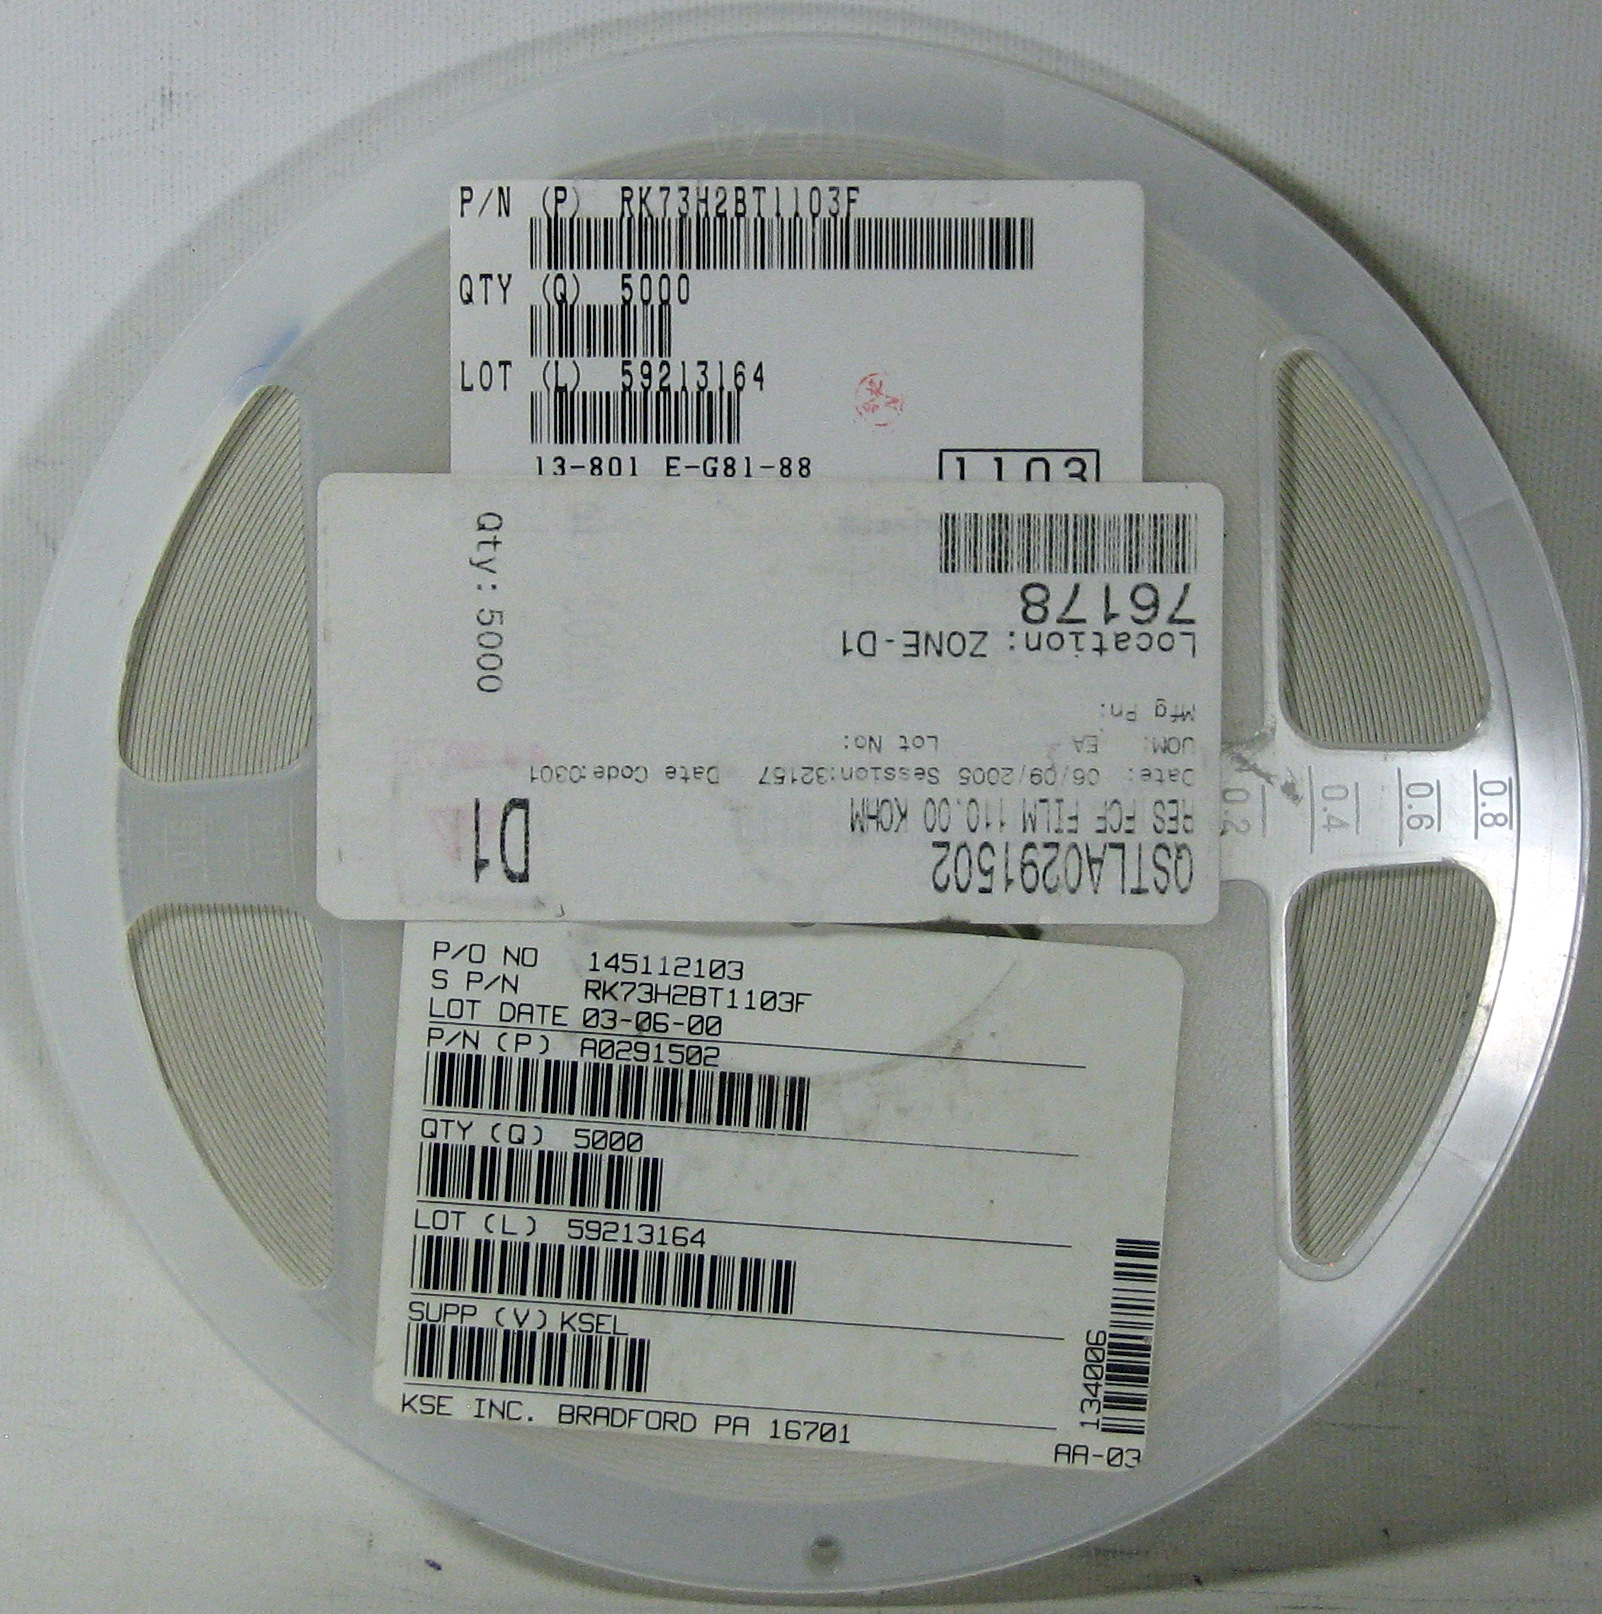 P/N (P) RK73H2BT1103F
QTY (Q) 5000
LOT (L) 59213164
13-801 E-G81-88
1103
Qty: 5000
QSTLA0291502
RES FCF FILM 110.00 KOHM
D1
Date: 06/09/2005 Session:32157 Date Code:0301
UOM: EA Lot No:
Mfg Pn:
Location: ZONE-D1
76178
0.2
0.4
0.6
0.8
P/O NO 145112103
S P/N RK73H2BT1103F
LOT DATE 03-06-00
P/N (P) A0291502
QTY (Q) 5000
LOT (L) 59213164
SUPP (V) KSEL
KSE INC. BRADFORD PA 16701
134006
AA-03